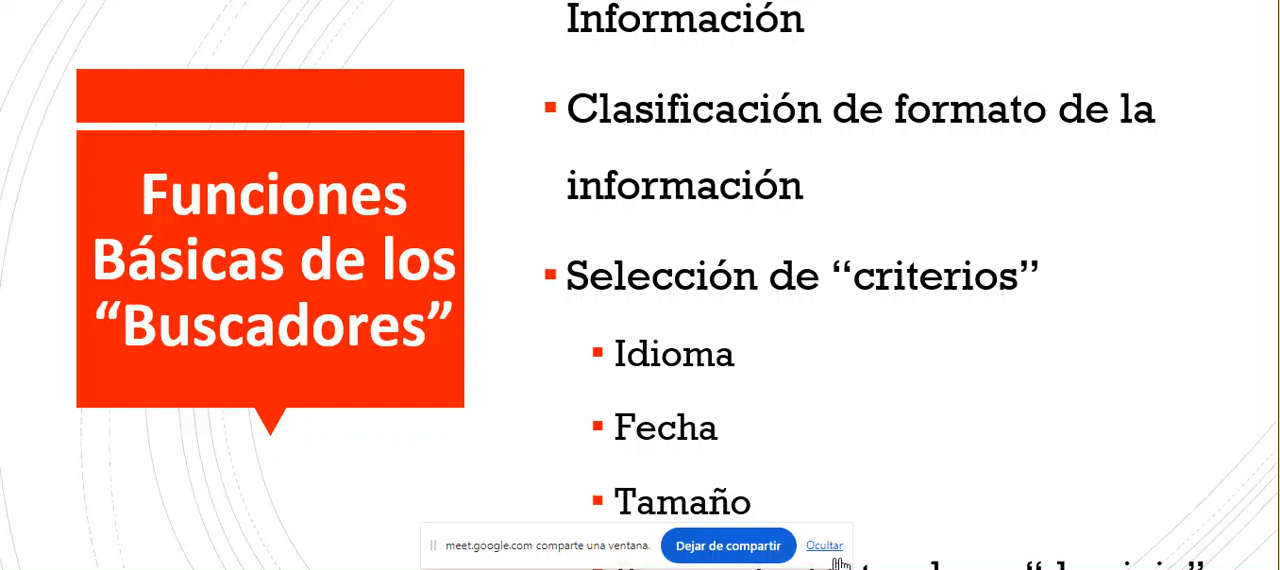 Información
Clasificación de formato de la
información
Funciones
Básicas de los
“Buscadores”
Selección de “criterios”
Idioma
Fecha
Tamaño
meet.google.com comparte una ventana.
Dejar de compartir
Ocultar